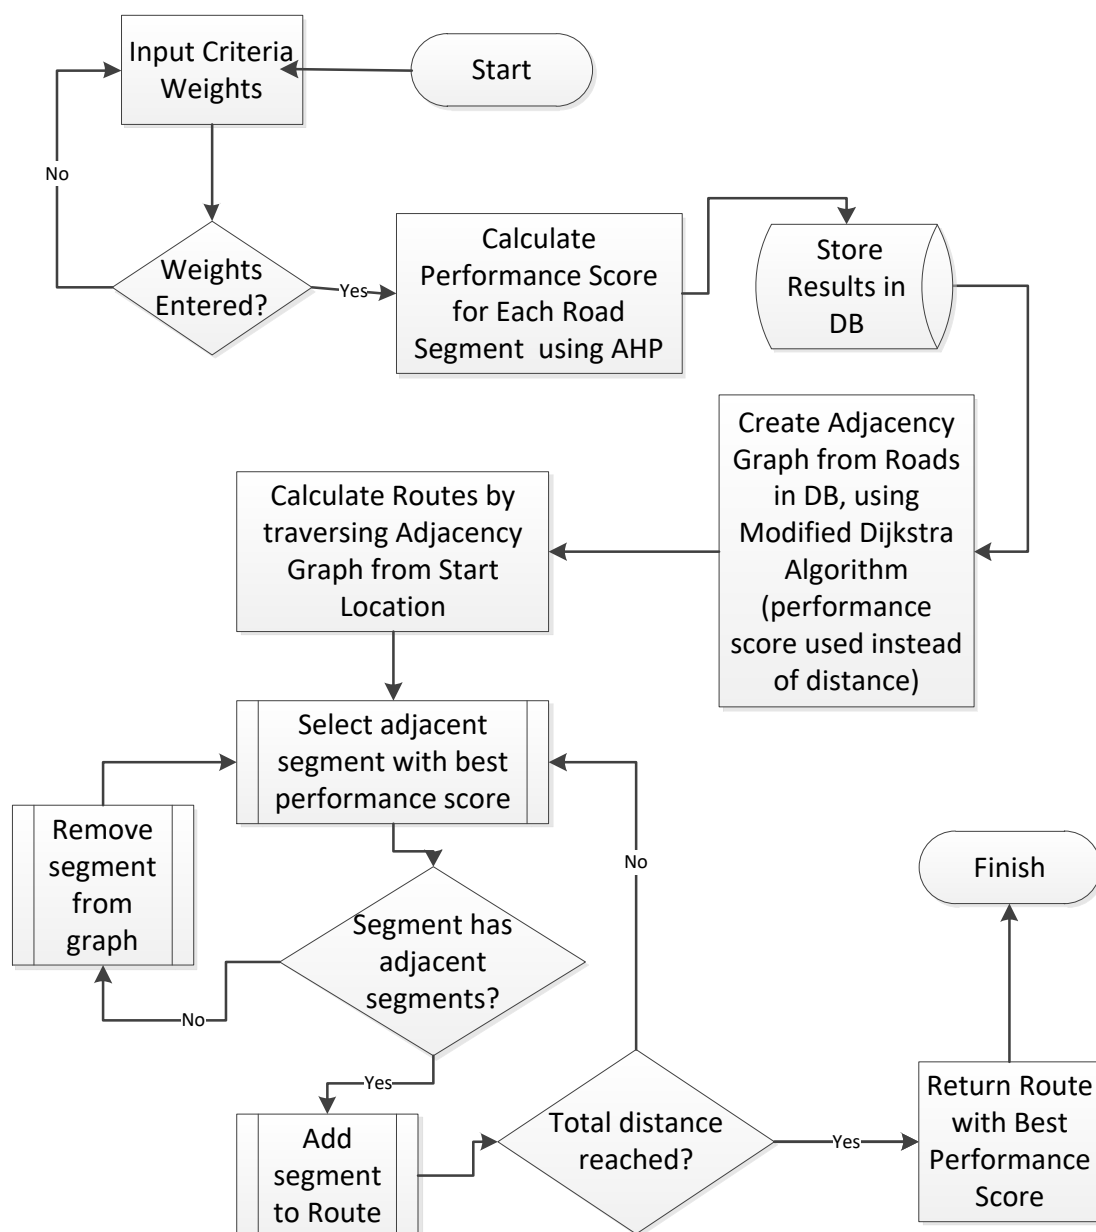 Input Criteria
Weights
Start
No
Weights
Entered?
Yes
Calculate
Performance Score
for Each Road
Segment using AHP
Store
Results in
DB
Create Adjacency
Graph from Roads
in DB, using
Modified Dijkstra
Algorithm
(performance
score used instead
of distance)
Calculate Routes by
traversing Adjacency
Graph from Start
Location
Select adjacent
segment with best
performance score
Remove
segment
from
graph
No
Segment has
adjacent
segments?
No
Yes
Add
segment
to Route
Total distance
reached?
Yes
Return Route
with Best
Performance
Score
Finish